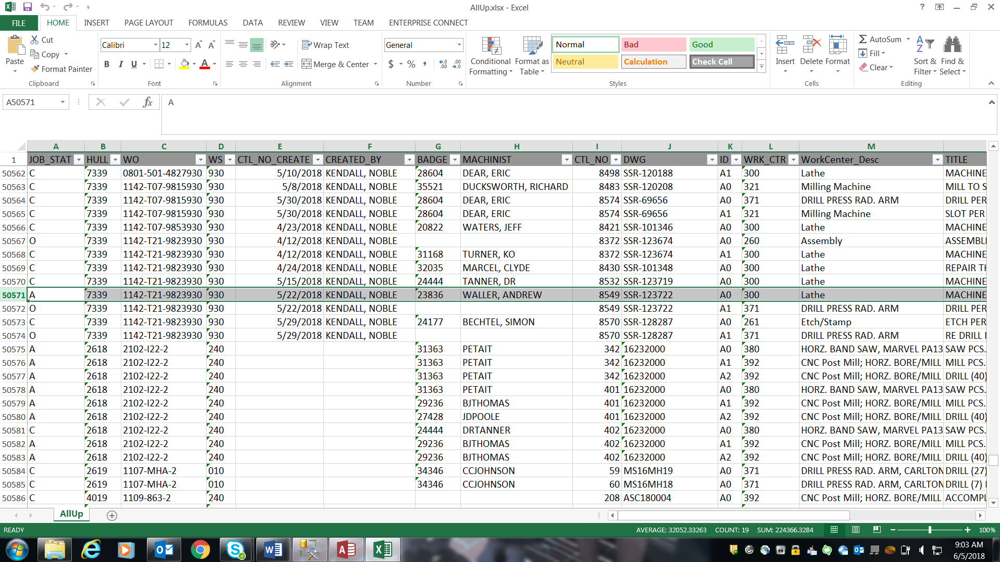 AllUp.xlsx - Excel
?
FILE HOME INSERT PAGE LAYOUT FORMULAS DATA REVIEW VIEW TEAM ENTERPRISE CONNECT
Paste Cut Copy Format Painter
Clipboard
Calibri 12 A A
B I U A
Font
Wrap Text
Merge & Center
Alignment
General
$ % ,
Number
Conditional Formatting Format as Table
Normal Bad Good
Neutral Calculation Check Cell
Styles
Insert Delete Format
Cells
AutoSum Fill Clear
Sort & Filter Find & Select
Editing
A50571 fx A
A B C D E F G H I J K L M
1 JOB_STAT HULL WO WS CTL_NO_CREATE CREATED_BY BADGE MACHINIST CTL_NO DWG ID WRK_CTR WorkCenter_Desc TITLE
50562 C 7339 0801-501-4827930 930 5/10/2018 KENDALL, NOBLE 28604 DEAR, ERIC 8498 SSR-120188 A1 300 Lathe MACHINE
50563 C 7339 1142-T07-9815930 930 5/8/2018 KENDALL, NOBLE 35521 DUCKSWORTH, RICHARD 8483 SSR-120208 A0 321 Milling Machine MILL TO S
50564 C 7339 1142-T07-9815930 930 5/30/2018 KENDALL, NOBLE 28604 DEAR, ERIC 8574 SSR-69656 A0 371 DRILL PRESS RAD. ARM DRILL PER
50565 C 7339 1142-T07-9815930 930 5/30/2018 KENDALL, NOBLE 28604 DEAR, ERIC 8574 SSR-69656 A1 321 Milling Machine SLOT PER
50566 C 7339 1142-T07-9853930 930 4/23/2018 KENDALL, NOBLE 20822 WATERS, JEFF 8421 SSR-101346 A0 300 Lathe MACHINE
50567 O 7339 1142-T21-9823930 930 4/12/2018 KENDALL, NOBLE 8372 SSR-123674 A0 260 Assembly ASSEMBL
50568 C 7339 1142-T21-9823930 930 4/12/2018 KENDALL, NOBLE 31168 TURNER, KO 8372 SSR-123674 A1 300 Lathe MACHINE
50569 C 7339 1142-T21-9823930 930 4/24/2018 KENDALL, NOBLE 32035 MARCEL, CLYDE 8430 SSR-101348 A0 300 Lathe REPAIR TH
50570 C 7339 1142-T21-9823930 930 5/15/2018 KENDALL, NOBLE 24444 TANNER, DR 8532 SSR-123719 A0 300 Lathe MACHINE
50571 A 7339 1142-T21-9823930 930 5/22/2018 KENDALL, NOBLE 23836 WALLER, ANDREW 8549 SSR-123722 A0 300 Lathe MACHINE
50572 O 7339 1142-T21-9823930 930 5/22/2018 KENDALL, NOBLE 8549 SSR-123722 A1 371 DRILL PRESS RAD. ARM DRILL PER
50573 C 7339 1142-T21-9823930 930 5/29/2018 KENDALL, NOBLE 24177 BECHTEL, SIMON 8570 SSR-128287 A0 261 Etch/Stamp ETCH PER
50574 O 7339 1142-T21-9823930 930 5/29/2018 KENDALL, NOBLE 8570 SSR-128287 A1 371 DRILL PRESS RAD. ARM RE DRILL
50575 A 2618 2102-I22-2 240 31363 PETAIT 342 16232000 A0 380 HORZ. BAND SAW, MARVEL PA13 SAW PCS.
50576 A 2618 2102-I22-2 240 31363 PETAIT 342 16232000 A1 392 CNC Post Mill; HORZ. BORE/MILL MILL PCS.
50577 A 2618 2102-I22-2 240 31363 PETAIT 342 16232000 A2 392 CNC Post Mill; HORZ. BORE/MILL DRILL (40)
50578 A 2618 2102-I22-2 240 31363 PETAIT 401 16232000 A0 380 HORZ. BAND SAW, MARVEL PA13 SAW PCS.
50579 A 2618 2102-I22-2 240 29236 BJTHOMAS 401 16232000 A1 392 CNC Post Mill; HORZ. BORE/MILL MILL PCS.
50580 A 2618 2102-I22-2 240 27428 JDPOOLE 401 16232000 A2 392 CNC Post Mill; HORZ. BORE/MILL DRILL (40)
50581 C 2618 2102-I22-2 240 24444 DRTANNER 402 16232000 A0 380 HORZ. BAND SAW, MARVEL PA13 SAW PCS.
50582 A 2618 2102-I22-2 240 29236 BJTHOMAS 402 16232000 A1 392 CNC Post Mill; HORZ. BORE/MILL MILL PCS.
50583 A 2618 2102-I22-2 240 29236 BJTHOMAS 402 16232000 A2 392 CNC Post Mill; HORZ. BORE/MILL DRILL (40)
50584 C 2619 1107-MHA-2 010 34346 CCJOHNSON 59 MS16MH19 A0 371 DRILL PRESS RAD. ARM, CARLTON DRILL (27)
50585 C 2619 1107-MHA-2 010 34346 CCJOHNSON 60 MS16MH18 A0 371 DRILL PRESS RAD. ARM, CARLTON DRILL (7)
50586 C 4019 1109-863-2 240 208 ASC180004 A0 392 CNC Post Mill; HORZ. BORE/MILL ACCOMPL
AllUp
READY AVERAGE: 32052.33263 COUNT: 19 SUM: 224366.3284 100%
9:03 AM
6/5/2018